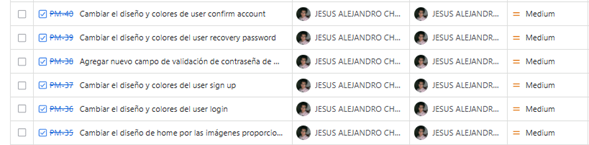 PM-40 Cambiar el diseño y colores de user confirm account JESUS ALEJANDRO CH... JESUS ALEJANDR... Medium
PM-39 Cambiar el diseño y colores del user recovery password JESUS ALEJANDRO CH... JESUS ALEJANDR... Medium
PM-38 Agregar nuevo campo de validación de contraseña de ... JESUS ALEJANDRO CH... JESUS ALEJANDR... Medium
PM-37 Cambiar el diseño y colores del user sign up JESUS ALEJANDRO CH... JESUS ALEJANDR... Medium
PM-36 Cambiar el diseño y colores del user login JESUS ALEJANDRO CH... JESUS ALEJANDR... Medium
PM-35 Cambiar el diseño de home por las imágenes proporcio... JESUS ALEJANDRO CH... JESUS ALEJANDR... Medium